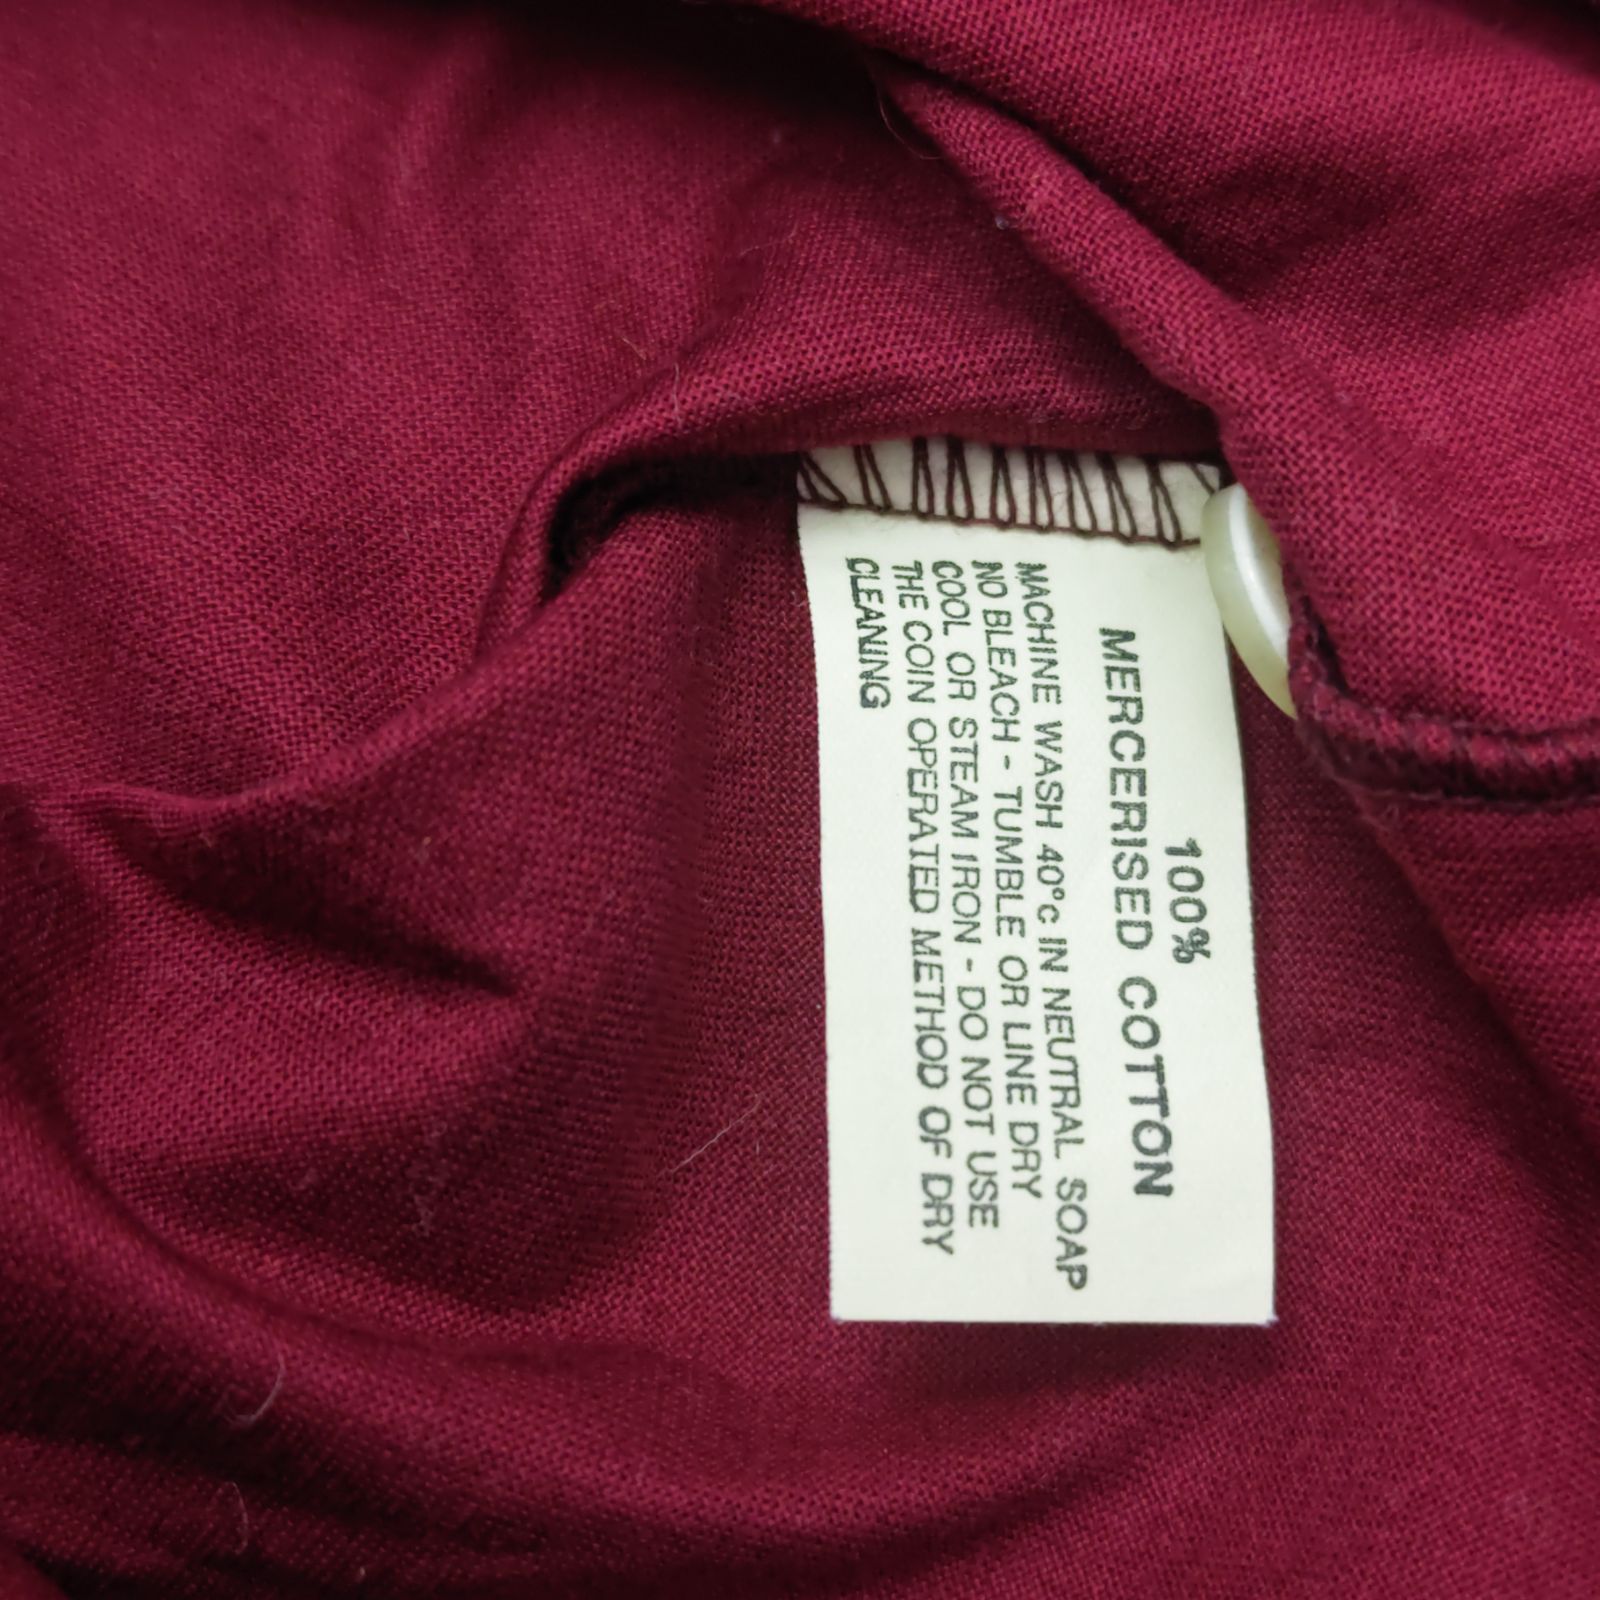 100%
MERCERISED COTTON
MACHINE WASH 40°c IN NEUTRAL SOAP
NO BLEACH - TUMBLE OR LINE DRY
COOL OR STEAM IRON - DO NOT USE
THE COIN OPERATED METHOD OF DRY
CLEANING